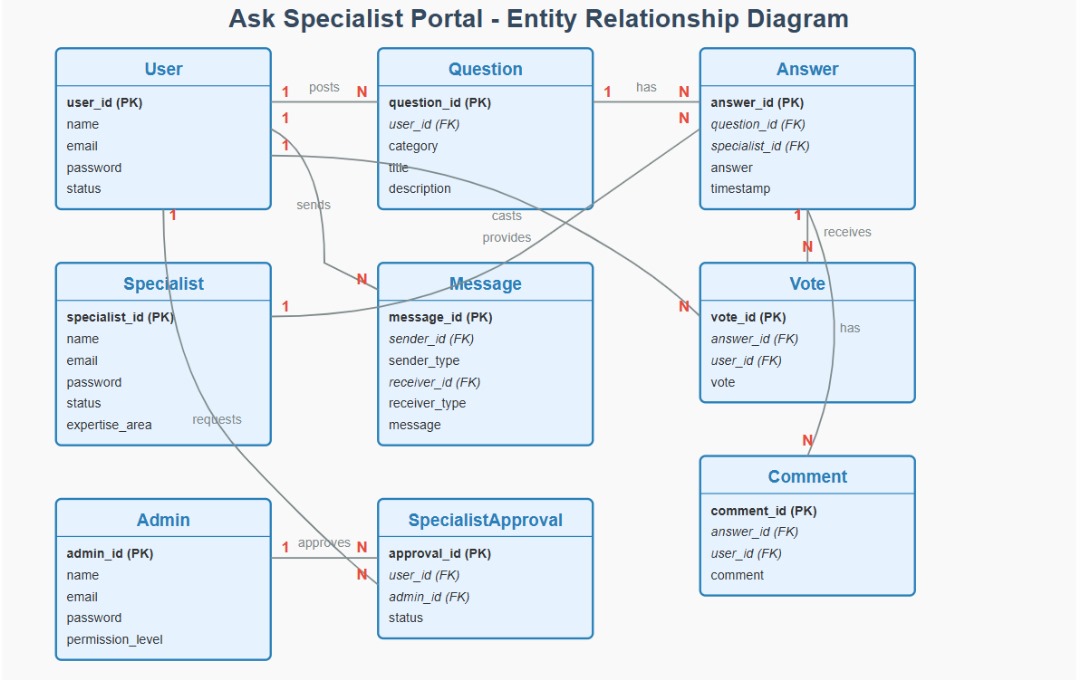 Ask Specialist Portal - Entity Relationship Diagram
User
user_id (PK)
name
email
password
status
1
posts
N
1
1
1
Question
question_id (PK)
user_id (FK)
category
title
description
1
has
N
N
Answer
answer_id (PK)
question_id (FK)
specialist_id (FK)
answer
timestamp
sends
casts
provides
1
receives
N
Specialist
specialist_id (PK)
name
email
password
status
expertise_area
1
N
Message
message_id (PK)
sender_id (FK)
sender_type
receiver_id (FK)
receiver_type
message
N
Vote
vote_id (PK)
answer_id (FK)
user_id (FK)
vote
has
requests
N
Comment
comment_id (PK)
answer_id (FK)
user_id (FK)
comment
Admin
admin_id (PK)
name
email
password
permission_level
1
approves
N
N
SpecialistApproval
approval_id (PK)
user_id (FK)
admin_id (FK)
status